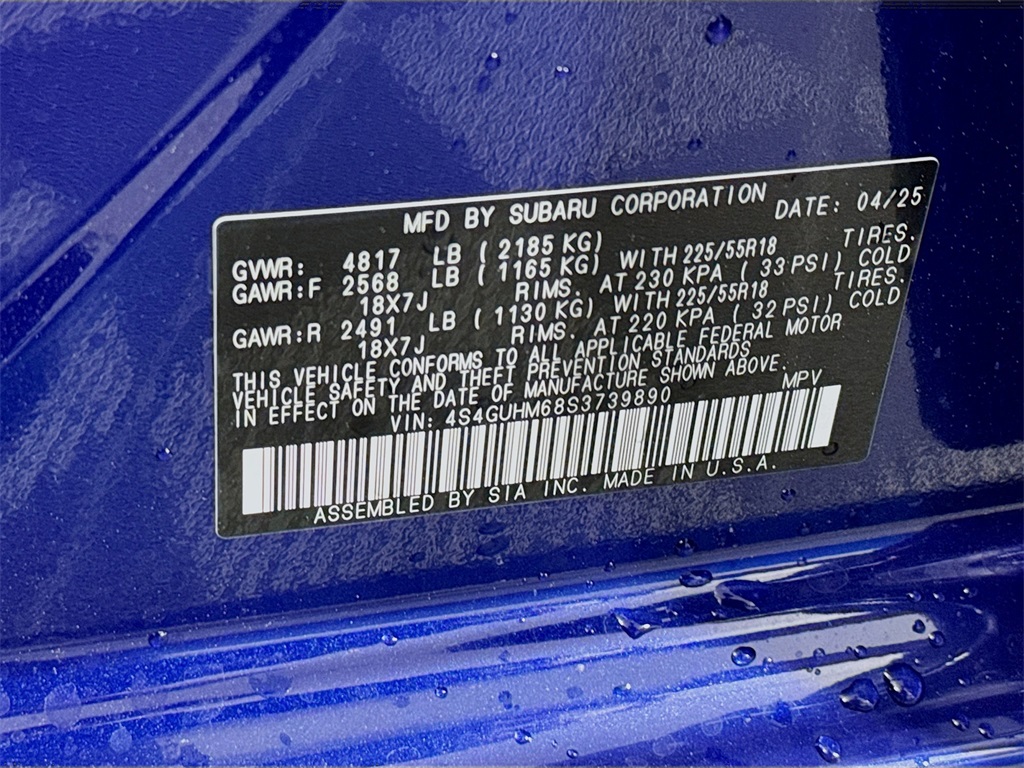 MFD BY SUBARU CORPORATION DATE: 04/25
GVWR: 4817 LB ( 2185 KG)
GAWR:F 2568 LB ( 1165 KG) WITH 225/55R18 TIRES.
18X7J RIMS. AT 230 KPA ( 33 PSI) COLD
GAWR:R 2491 LB ( 1130 KG) WITH 225/55R18 TIRES.
18X7J RIMS. AT 220 KPA ( 32 PSI) COLD
THIS VEHICLE CONFORMS TO ALL APPLICABLE FEDERAL MOTOR
VEHICLE SAFETY AND THEFT PREVENTION STANDARDS
IN EFFECT ON THE DATE OF MANUFACTURE SHOWN ABOVE.
VIN: 4S4GUHM68S3739890 MPV
ASSEMBLED BY SIA INC. MADE IN U.S.A.